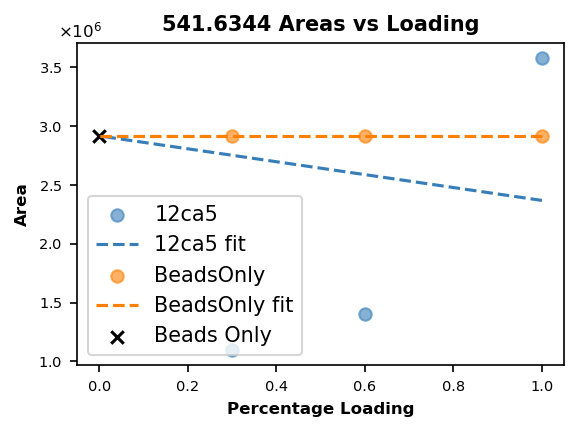 541.6344 Areas vs Loading
×10⁶
3.5
3.0
2.5
2.0
1.5
1.0
Area
12ca5
12ca5 fit
BeadsOnly
BeadsOnly fit
Beads Only
0.0 0.2 0.4 0.6 0.8 1.0
Percentage Loading